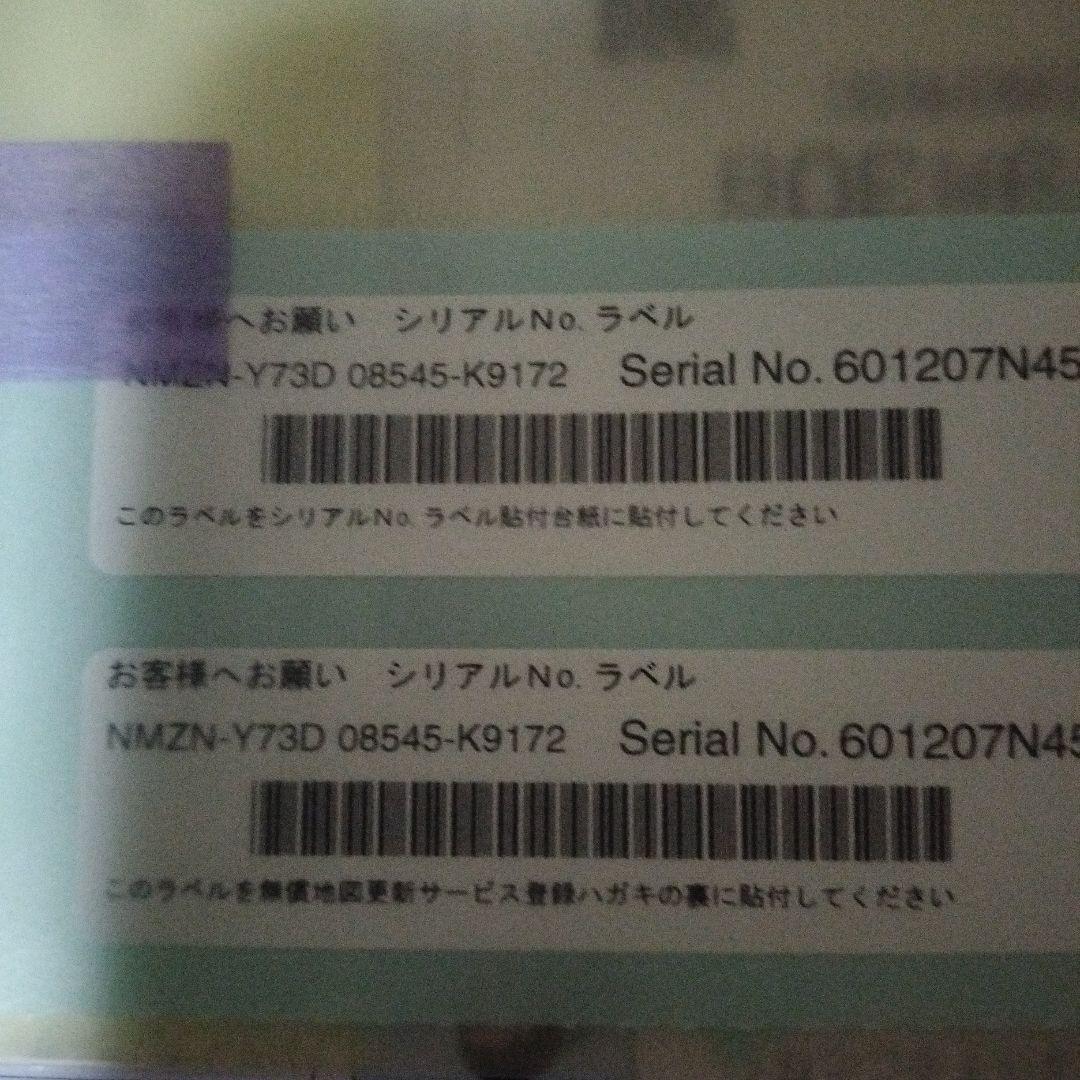 お客様へお願い シリアルNo. ラベル
NMZN-Y73D 08545-K9172 Serial No. 601207N45
このラベルをシリアルNo. ラベル貼付台紙に貼付してください
お客様へお願い シリアルNo. ラベル
NMZN-Y73D 08545-K9172 Serial No. 601207N45
このラベルを無償地図更新サービス登録ハガキの裏に貼付してください